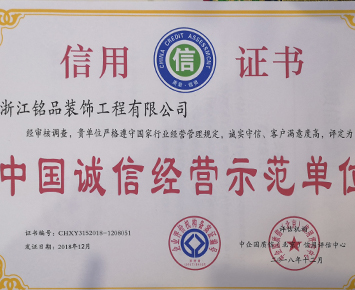 信用
CHINA CREDIT ASSESSMENT
信
证书
浙江铭品装饰工程有限公司
经审核调查，贵单位严格遵守国家行业经营管理规定，诚实守信、客户满意度高，评定为
中国诚信经营示范单位
证书编号：CHXY3152018-1208051
发证日期：2018年12月
评估机构
二〇一八年十二月